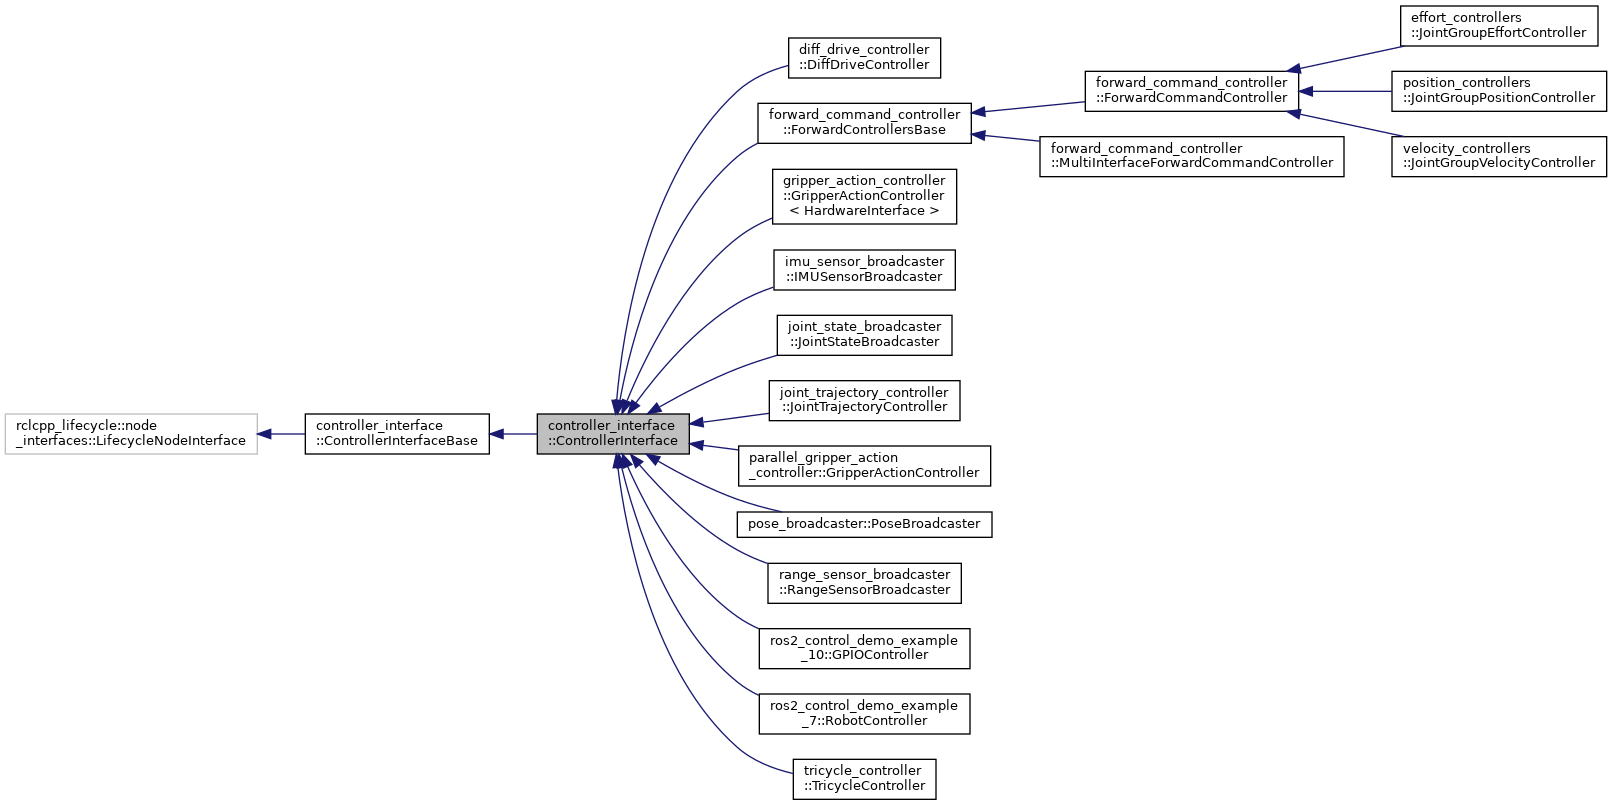 rclcpp_lifecycle::node
_interfaces::LifecycleNodeInterface
controller_interface
::ControllerInterfaceBase
controller_interface
::ControllerInterface
diff_drive_controller
::DiffDriveController
forward_command_controller
::ForwardControllersBase
gripper_action_controller
::GripperActionController
< HardwareInterface >
imu_sensor_broadcaster
::IMUSensorBroadcaster
joint_state_broadcaster
::JointStateBroadcaster
joint_trajectory_controller
::JointTrajectoryController
parallel_gripper_action
_controller::GripperActionController
pose_broadcaster::PoseBroadcaster
range_sensor_broadcaster
::RangeSensorBroadcaster
ros2_control_demo_example
_10::GPIOController
ros2_control_demo_example
_7::RobotController
tricycle_controller
::TricycleController
forward_command_controller
::ForwardCommandController
forward_command_controller
::MultiInterfaceForwardCommandController
effort_controllers
::JointGroupEffortController
position_controllers
::JointGroupPositionController
velocity_controllers
::JointGroupVelocityController